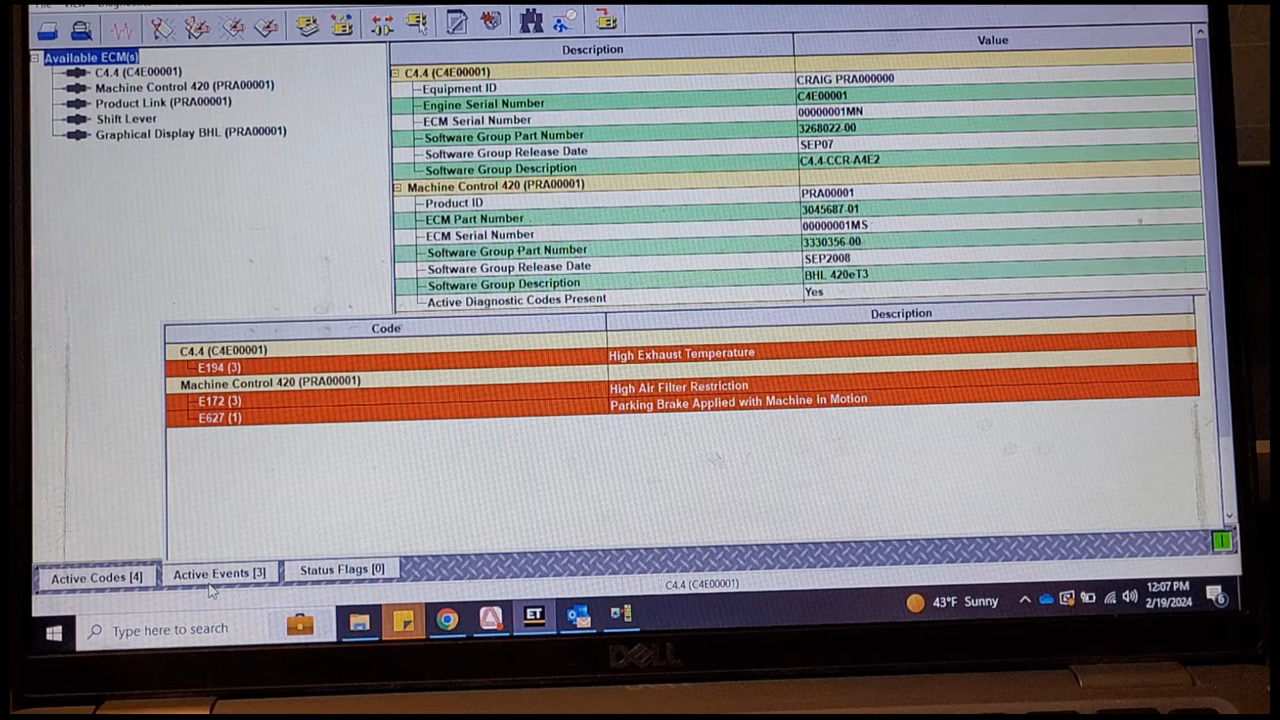 Available ECM(s)
C4.4 (C4E00001)
Machine Control 420 (PRA00001)
Product Link (PRA00001)
Shift Lever
Graphical Display BHL (PRA00001)
Description Value
C4.4 (C4E00001)
Equipment ID CRAIG PRA000000
Engine Serial Number C4E00001
ECM Serial Number 00000001MN
Software Group Part Number 3268022-00
Software Group Release Date SEP07
Software Group Description C4.4-CCR-A4E2
Machine Control 420 (PRA00001)
Product ID PRA00001
ECM Part Number 3045687-01
ECM Serial Number 00000001MS
Software Group Part Number 3330356-00
Software Group Release Date SEP2008
Software Group Description BHL 420eT3
Active Diagnostic Codes Present Yes
Code Description
C4.4 (C4E00001)
E194 (3) High Exhaust Temperature
Machine Control 420 (PRA00001)
E172 (3) High Air Filter Restriction
E627 (1) Parking Brake Applied with Machine in Motion
Active Codes [4] Active Events [3] Status Flags [0]
C4.4 (C4E00001)
Type here to search
ET
43°F Sunny
12:07 PM
2/19/2024
6
DELL